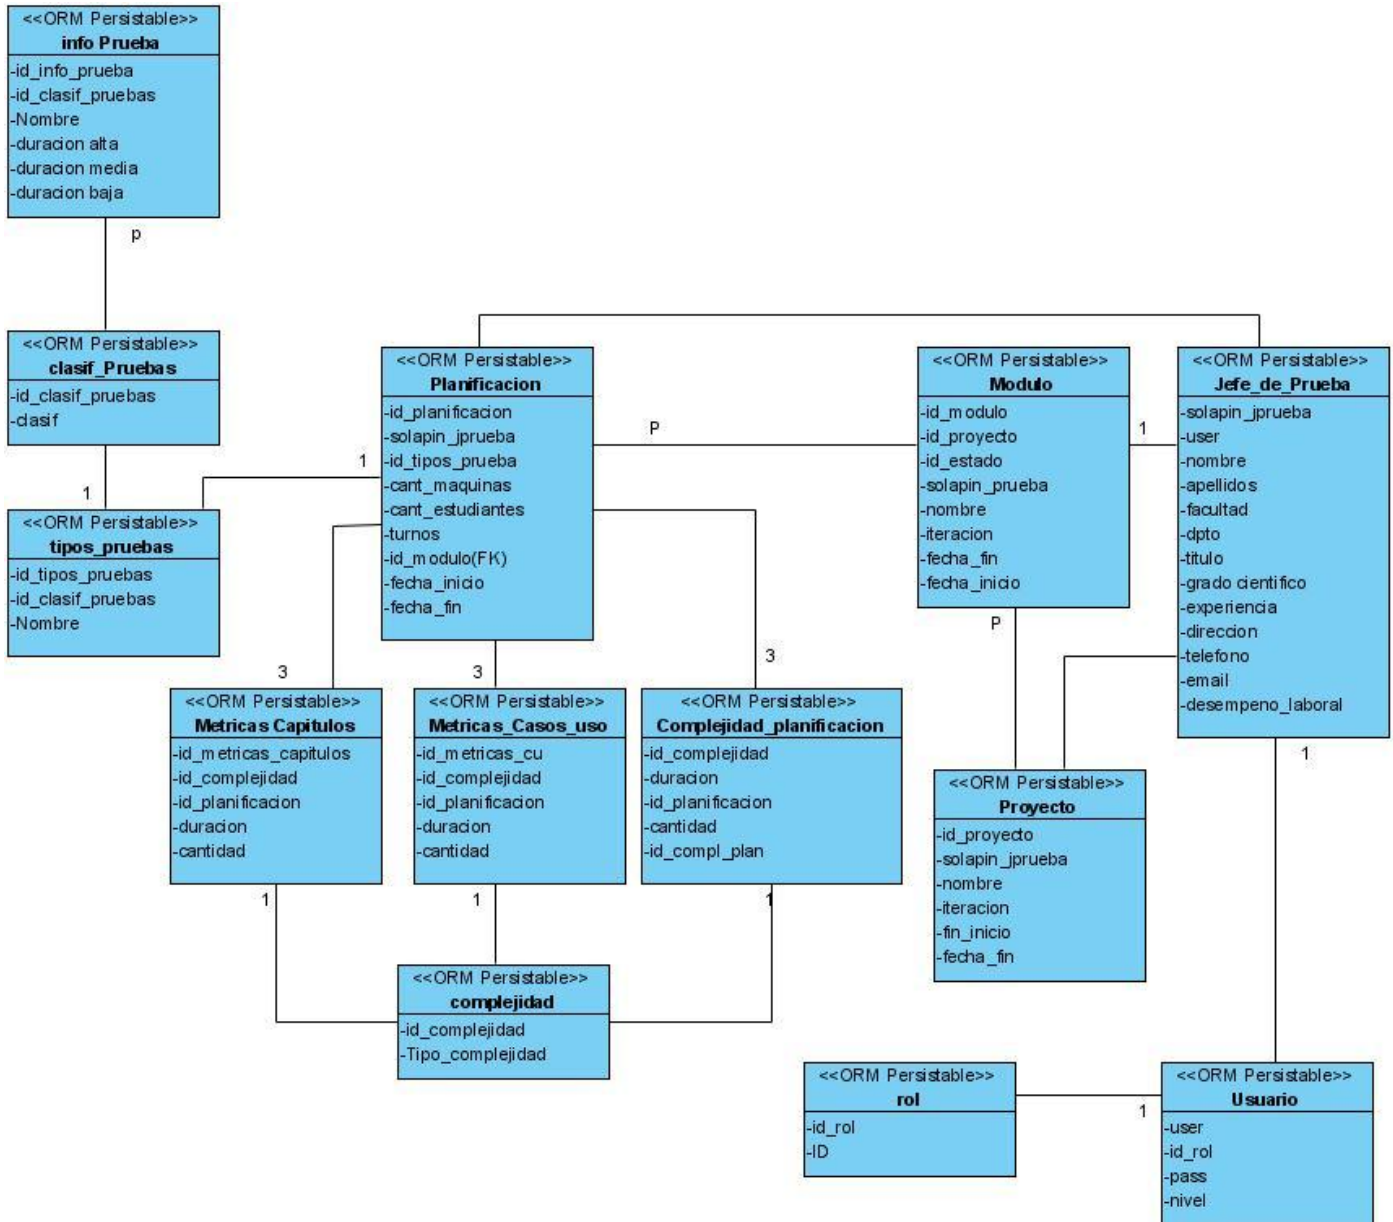 <<ORM Persistable>>
info Prueba
-id_info_prueba
-id_clasif_pruebas
-Nombre
-duracion alta
-duracion media
-duracion baja
p
<<ORM Persistable>>
clasif_Pruebas
-id_clasif_pruebas
-clasif
1
<<ORM Persistable>>
tipos_pruebas
-id_tipos_pruebas
-id_clasif_pruebas
-Nombre
1
<<ORM Persistable>>
Planificacion
-id_planificacion
-solapin_jprueba
-id_tipos_prueba
-cant_maquinas
-cant_estudiantes
-turnos
-id_modulo(FK)
-fecha_inicio
-fecha_fin
P
<<ORM Persistable>>
Modulo
-id_modulo
-id_proyecto
-id_estado
-solapin_prueba
-nombre
-iteracion
-fecha_fin
-fecha_inicio
1
<<ORM Persistable>>
Jefe_de_Prueba
-solapin_jprueba
-user
-nombre
-apellidos
-facultad
-dpto
-titulo
-grado cientifico
-experiencia
-direccion
-telefono
-email
-desempeno_laboral
P
1
3
3
3
<<ORM Persistable>>
Metricas Capitulos
-id_metricas_capitulos
-id_complejidad
-id_planificacion
-duracion
-cantidad
1
<<ORM Persistable>>
Metricas_Casos_uso
-id_metricas_cu
-id_complejidad
-id_planificacion
-duracion
-cantidad
1
<<ORM Persistable>>
Complejidad_planificacion
-id_complejidad
-duracion
-id_planificacion
-cantidad
-id_compl_plan
1
<<ORM Persistable>>
Proyecto
-id_proyecto
-solapin_jprueba
-nombre
-iteracion
-fin_inicio
-fecha_fin
<<ORM Persistable>>
complejidad
-id_complejidad
-Tipo_complejidad
<<ORM Persistable>>
rol
-id_rol
-ID
1
<<ORM Persistable>>
Usuario
-user
-id_rol
-pass
-nivel